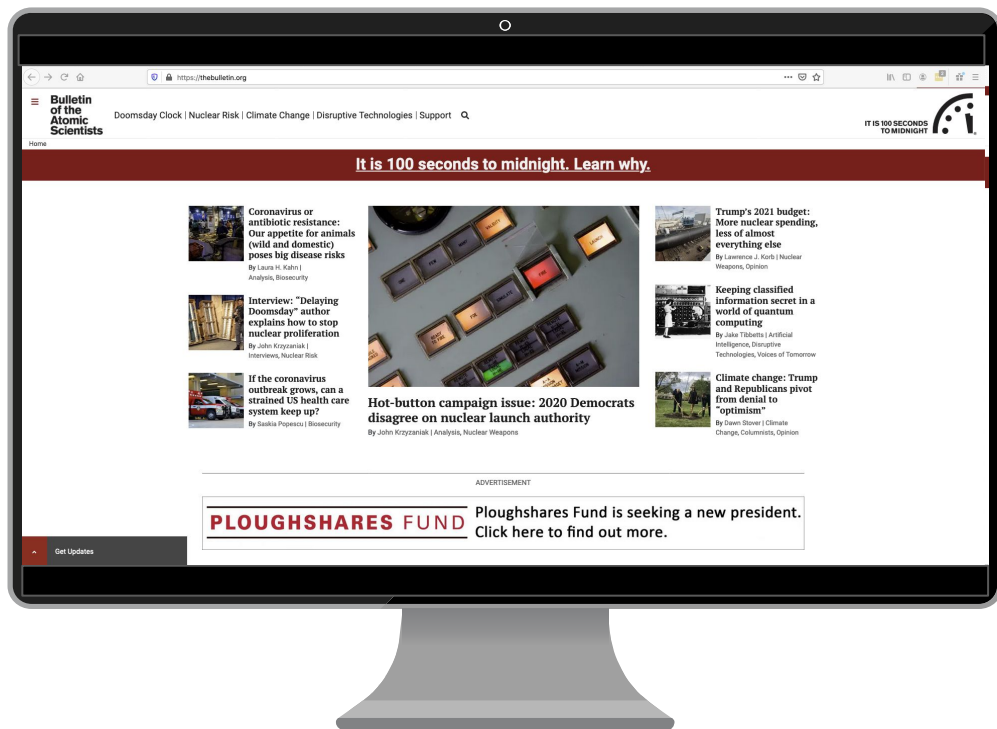 https://thebulletin.org
Bulletin
of the
Atomic
Scientists
Doomsday Clock | Nuclear Risk | Climate Change | Disruptive Technologies | Support
IT IS 100 SECONDS
TO MIDNIGHT
Home
It is 100 seconds to midnight. Learn why.
Coronavirus or
antibiotic resistance:
Our appetite for animals
(wild and domestic)
poses big disease risks
By Laura H. Kahn |
Analysis, Biosecurity
Interview: “Delaying
Doomsday” author
explains how to stop
nuclear proliferation
By John Krzyzaniak |
Interviews, Nuclear Risk
If the coronavirus
outbreak grows, can a
strained US health care
system keep up?
By Saskia Popescu | Biosecurity
LAUNCH
FIRE
Hot-button campaign issue: 2020 Democrats
disagree on nuclear launch authority
By John Krzyzaniak | Analysis, Nuclear Weapons
Trump’s 2021 budget:
More nuclear spending,
less of almost
everything else
By Lawrence J. Korb | Nuclear
Weapons, Opinion
Keeping classified
information secret in a
world of quantum
computing
By Jake Tibbetts | Artificial
Intelligence, Disruptive
Technologies, Voices of Tomorrow
Climate change: Trump
and Republicans pivot
from denial to
“optimism”
By Dawn Stover | Climate
Change, Columnists, Opinion
ADVERTISEMENT
PLOUGHSHARES FUND
Ploughshares Fund is seeking a new president.
Click here to find out more.
Get Updates